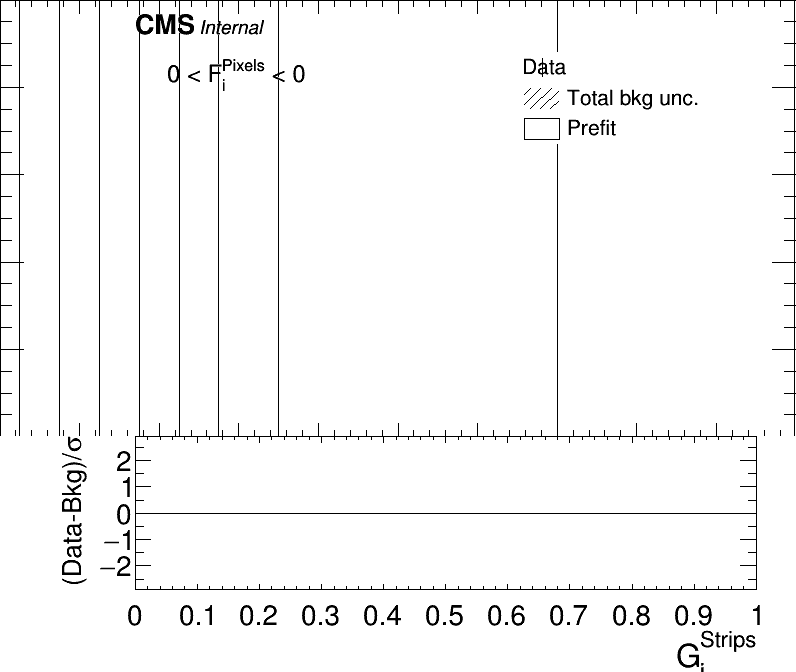 CMS Internal
0 < F_i^Pixels < 0
Data
Total bkg unc.
Prefit
(Data-Bkg)/σ
2
1
0
−1
−2
0 0.1 0.2 0.3 0.4 0.5 0.6 0.7 0.8 0.9 1
G_i^Strips